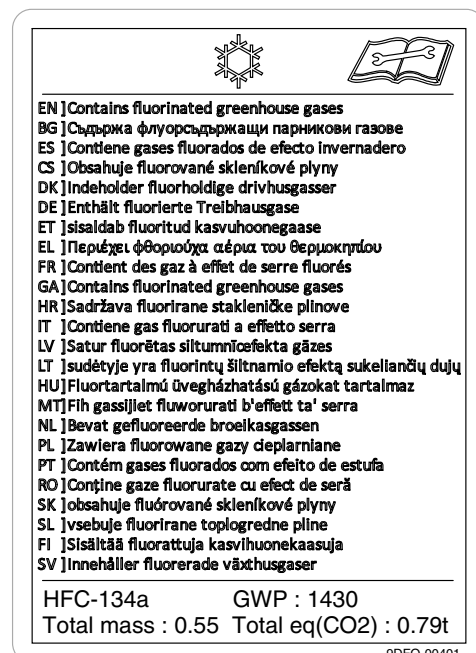 EN ]Contains fluorinated greenhouse gases
BG ]Съдържа флуорсъдържащи парникови газове
ES ]Contiene gases fluorados de efecto invernadero
CS ]Obsahuje fluorované skleníkové plyny
DK ]Indeholder fluorholdige drivhusgasser
DE ]Enthält fluorierte Treibhausgase
ET ]sisaldab fluoritud kasvuhoonegaase
EL ]Περιέχει φθοριούχα αέρια του θερμοκηπίου
FR ]Contient des gaz à effet de serre fluorés
GA]Contains fluorinated greenhouse gases
HR]Sadržava fluorirane stakleničke plinove
IT ]Contiene gas fluorurati a effetto serra
LV ]Satur fluorētas siltumnīcefekta gāzes
LT ]sudėtyje yra fluorintų šiltnamio efektą sukeliančių dujų
HU]Fluortartalmú üvegházhatású gázokat tartalmaz
MT]Fih gassijiet fluworurati b'effett ta' serra
NL ]Bevat gefluoreerde broeikasgassen
PL ]Zawiera fluorowane gazy cieplarniane
PT ]Contém gases fluorados com efeito de estufa
RO ]Conține gaze fluorurate cu efect de seră
SK ]obsahuje fluórované skleníkové plyny
SL ]vsebuje fluorirane toplogredne pline
FI ]Sisältää fluorattuja kasvihuonekaasuja
SV ]Innehåller fluorerade växthusgaser
HFC-134a GWP : 1430
Total mass : 0.55 Total eq(CO2) : 0.79t